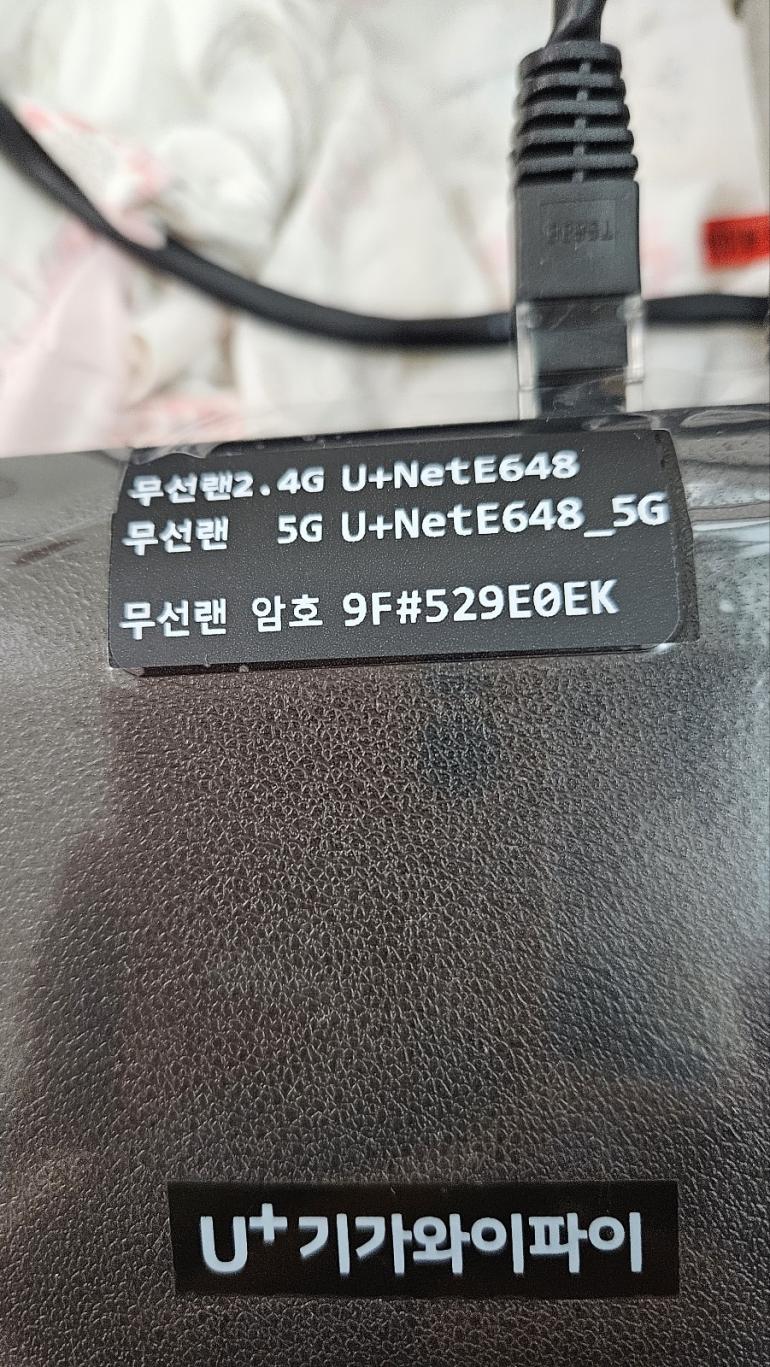 무선랜2.4G U+NetE648
무선랜 5G U+NetE648_5G
무선랜 암호 9F#529E0EK
U+기가와이파이